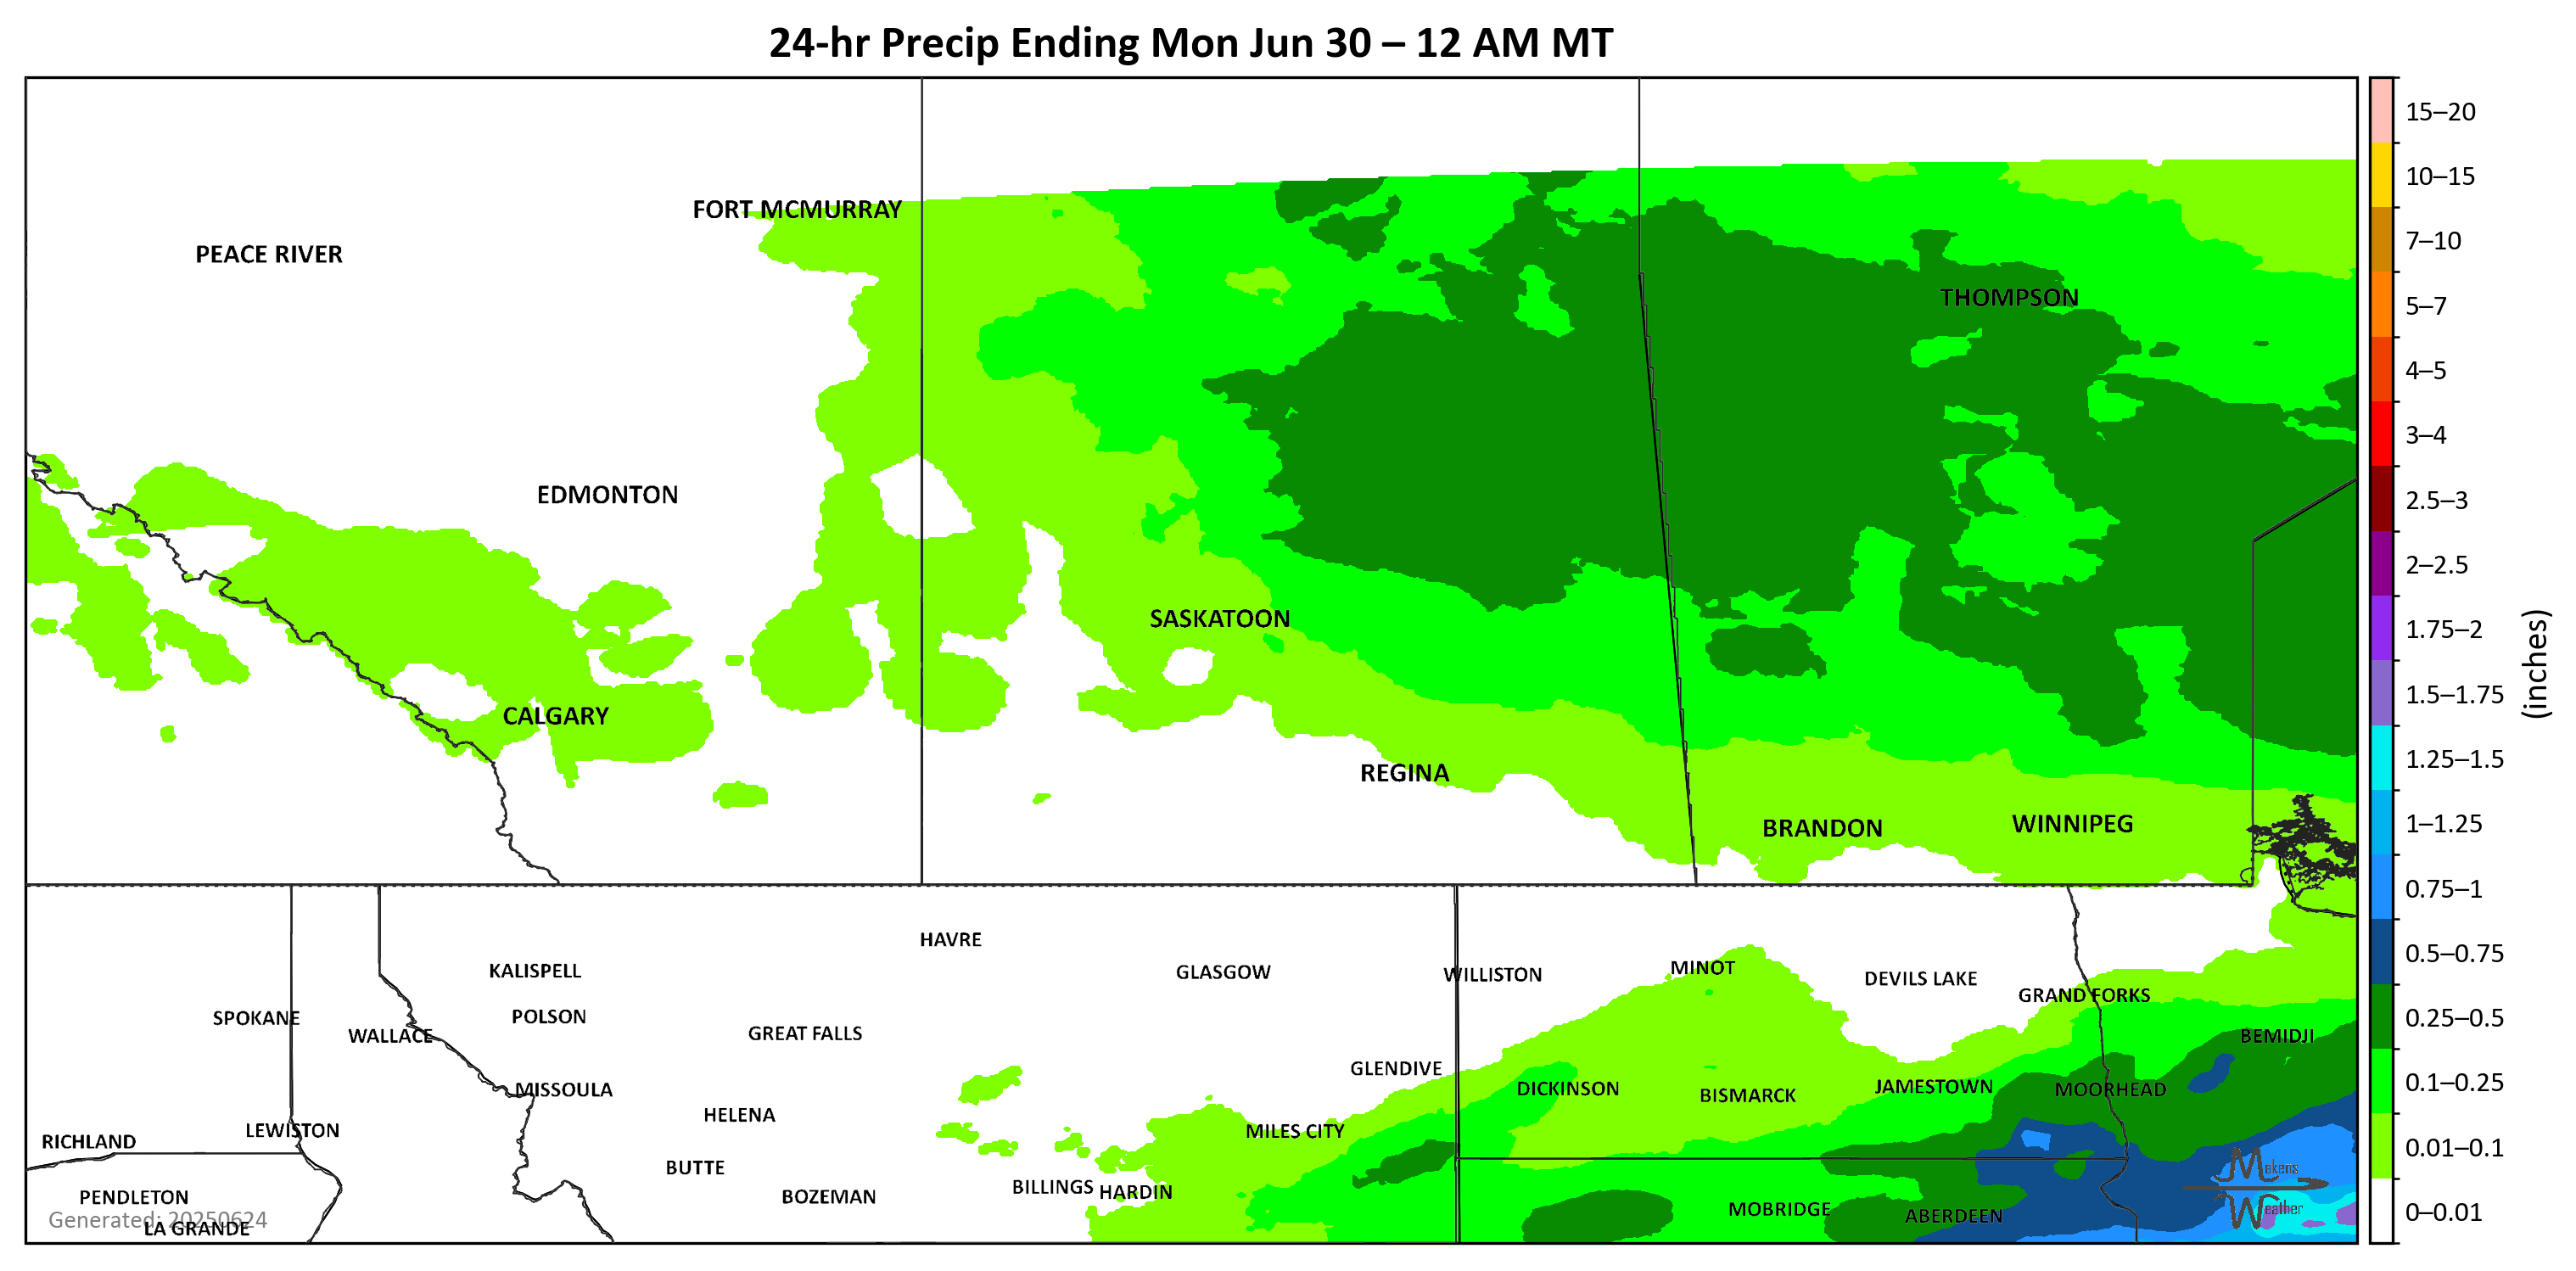 24-hr Precip Ending Mon Jun 30 – 12 AM MT
15–20
10–15
7–10
5–7
4–5
3–4
2.5–3
2–2.5
1.75–2
1.5–1.75
1.25–1.5
1–1.25
0.75–1
0.5–0.75
0.25–0.5
0.1–0.25
0.01–0.1
0–0.01
(inches)
FORT MCMURRAY
PEACE RIVER
THOMPSON
EDMONTON
SASKATOON
CALGARY
REGINA
BRANDON
WINNIPEG
HAVRE
KALISPELL
GLASGOW
WILLISTON
MINOT
DEVILS LAKE
GRAND FORKS
SPOKANE
POLSON
WALLACE
GREAT FALLS
BEMIDJI
GLENDIVE
MISSOULA
DICKINSON
BISMARCK
JAMESTOWN
MOORHEAD
HELENA
LEWISTON
MILES CITY
RICHLAND
BUTTE
BILLINGS
HARDIN
PENDLETON
BOZEMAN
MOBRIDGE
ABERDEEN
Generated: 20250624
LA GRANDE
Makens
Weather